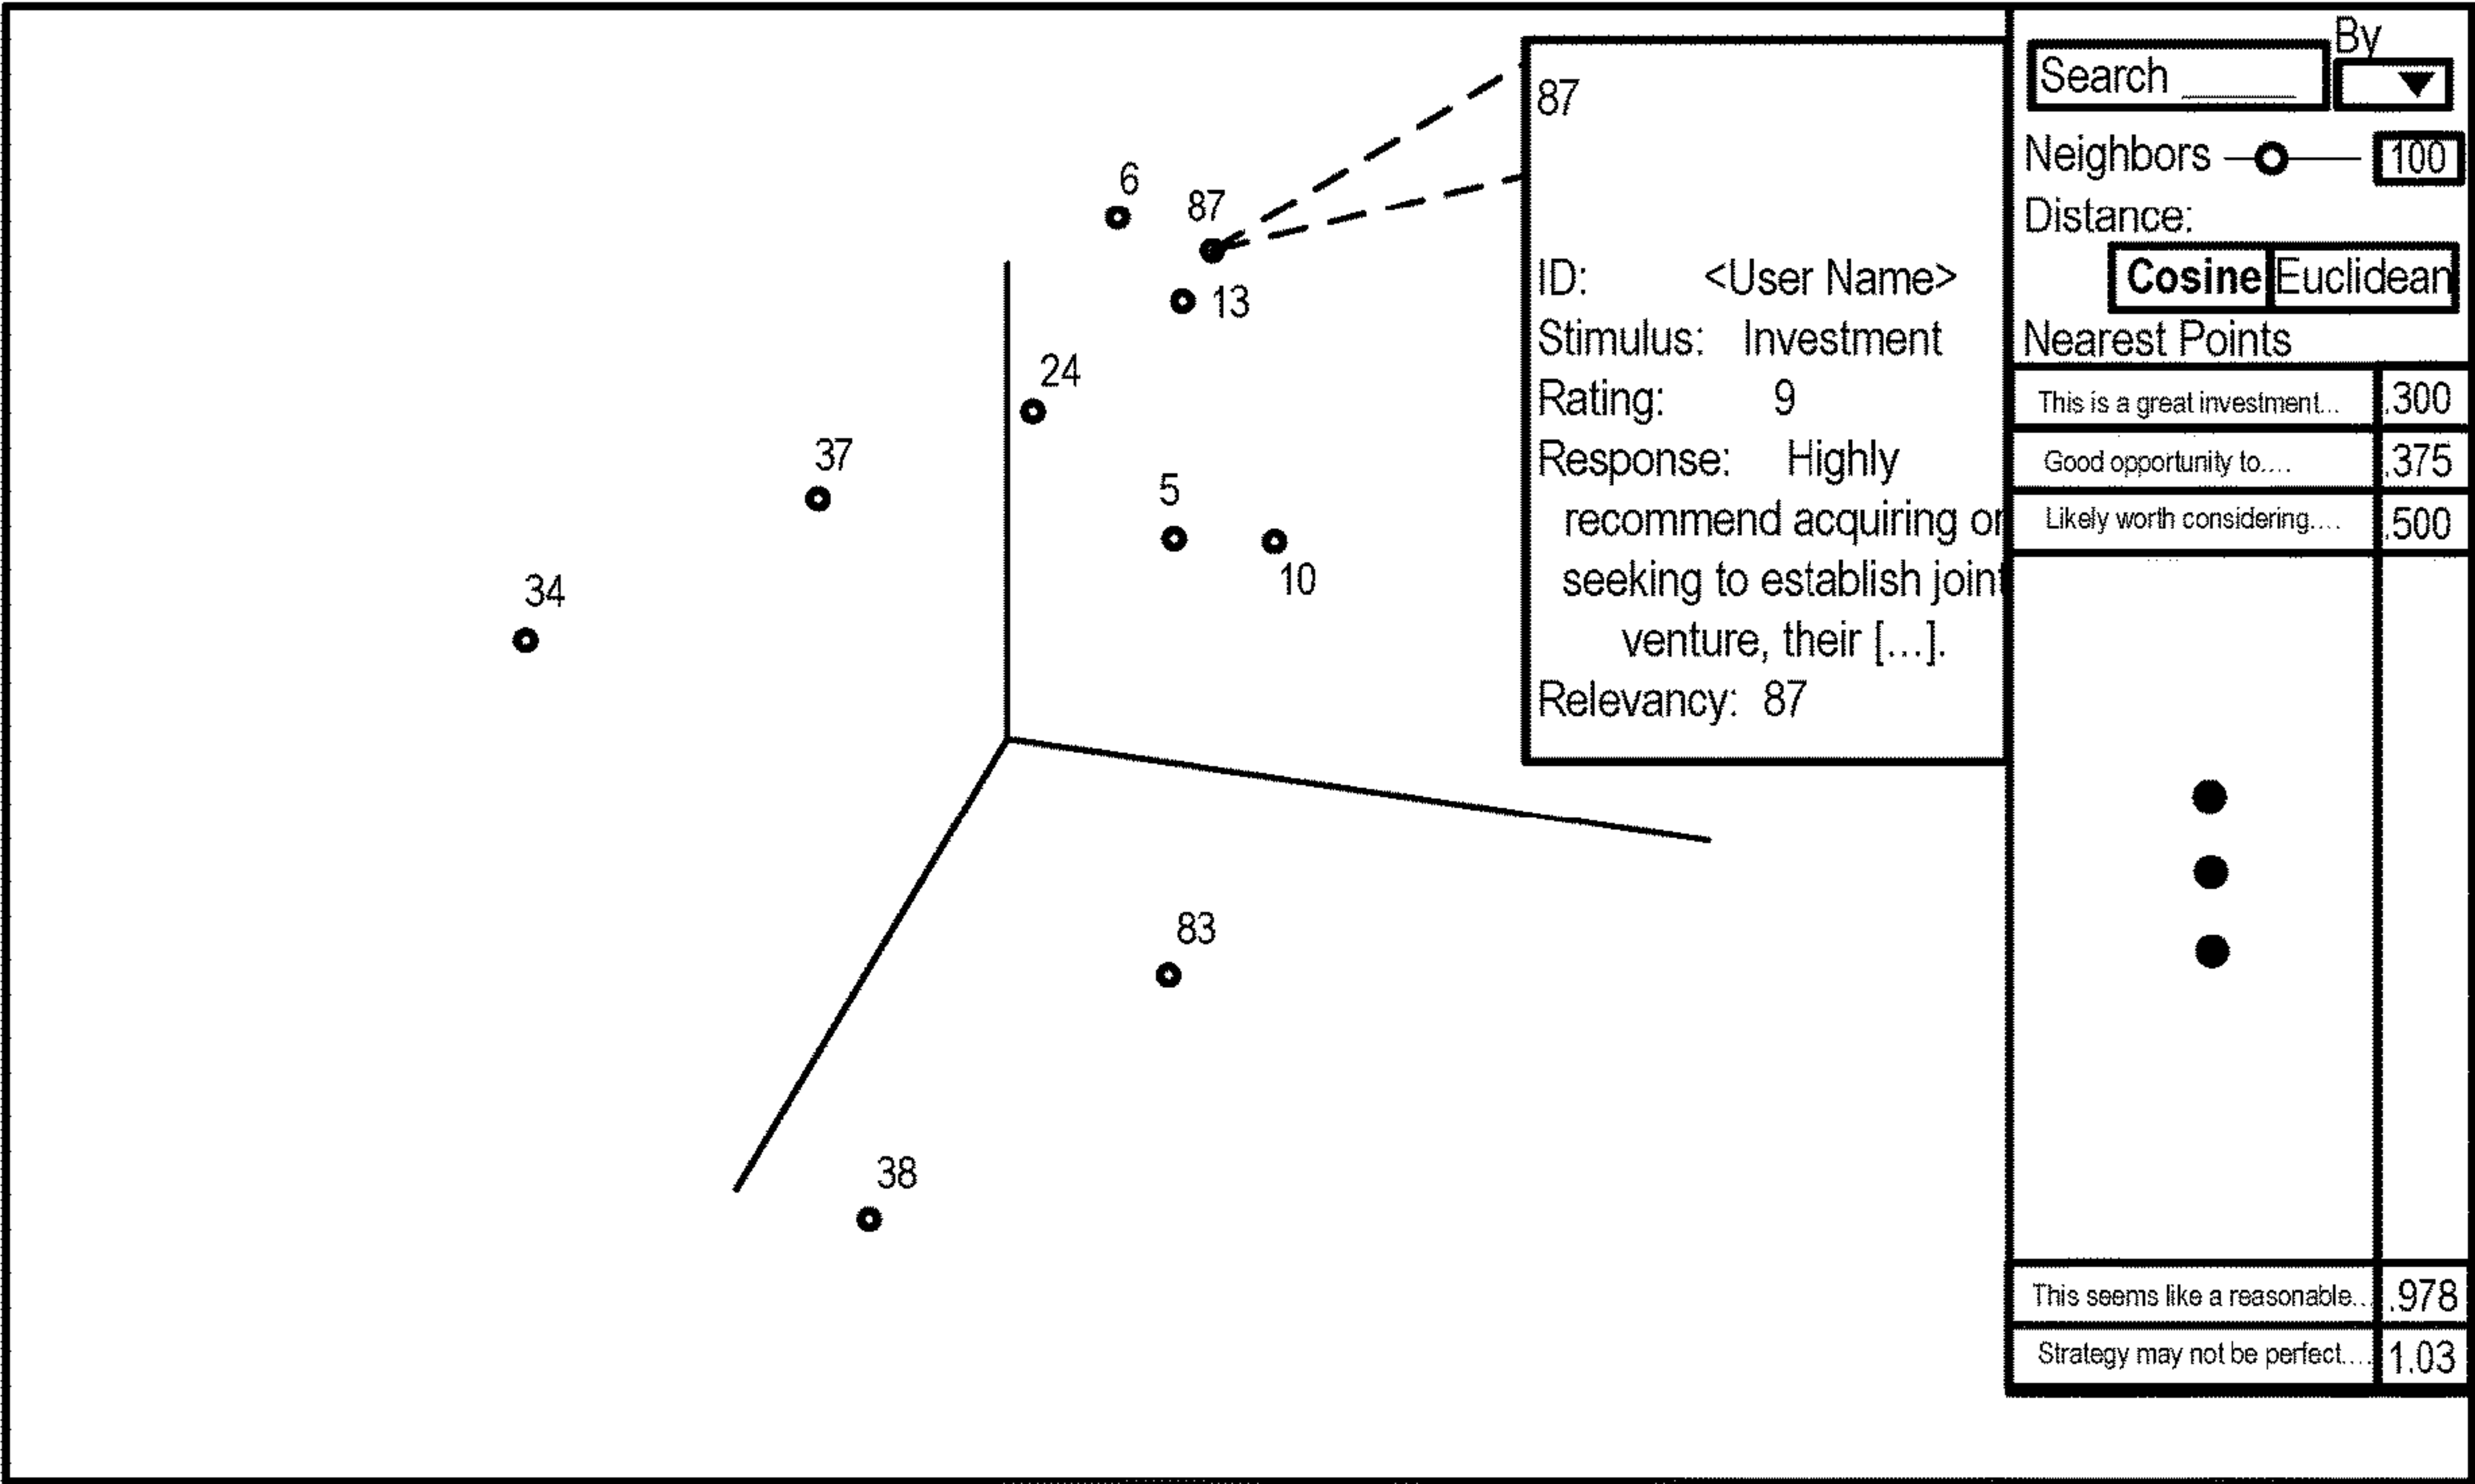 6
87
13
24
37
5
10
34
83
38
87
ID: <User Name>
Stimulus: Investment
Rating: 9
Response: Highly
recommend acquiring or
seeking to establish joint
venture, their [...].
Relevancy: 87
By
Search ______
Neighbors 100
Distance:
Cosine Euclidean
Nearest Points
This is a great investment... .300
Good opportunity to.... .375
Likely worth considering.... .500
This seems like a reasonable... .978
Strategy may not be perfect.... 1.03